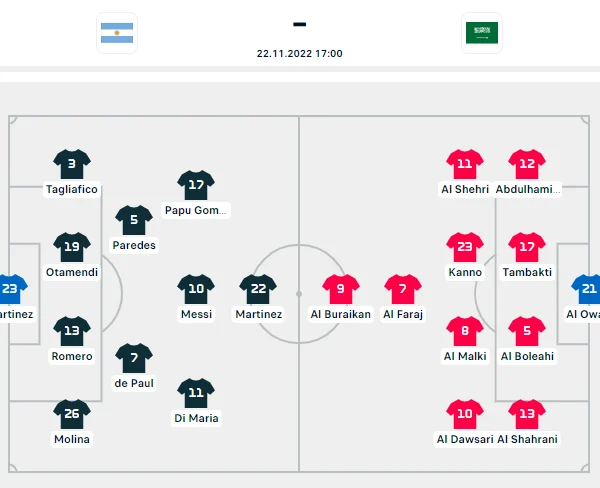 –
22.11.2022 17:00
3
Tagliafico
17
Papu Gom...
5
Paredes
19
Otamendi
23
artinez
10
Messi
22
Martinez
13
Romero
7
de Paul
11
Di Maria
26
Molina
11
Al Shehri
12
Abdulhami...
23
Kanno
17
Tambakti
9
Al Buraikan
7
Al Faraj
21
Al Owa
8
Al Malki
5
Al Boleahi
10
Al Dawsari
13
Al Shahrani